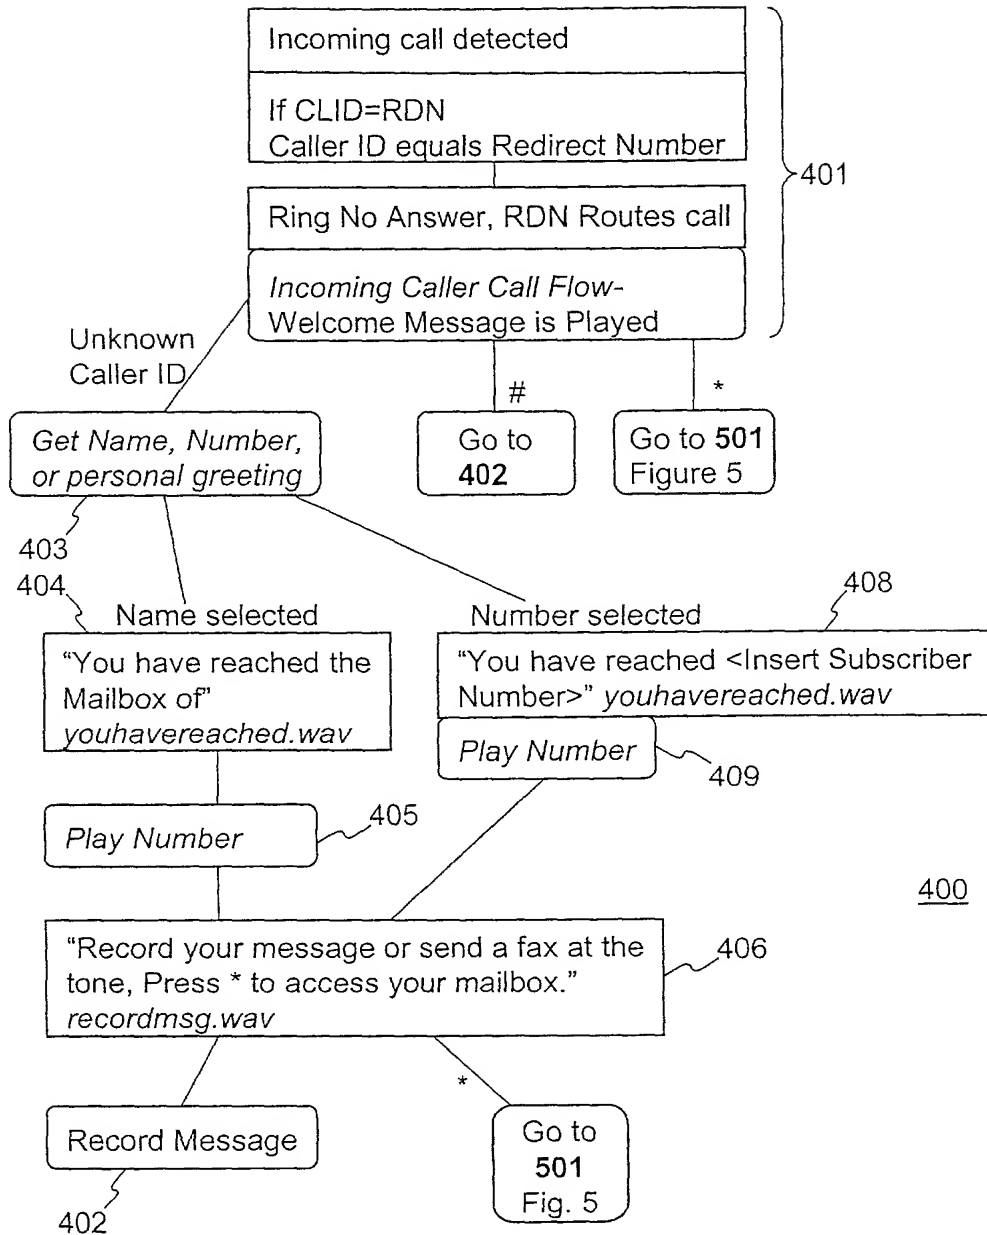 Incoming call detected
If CLID=RDN
Caller ID equals Redirect Number
401
Ring No Answer, RDN Routes call
Incoming Caller Call Flow-
Welcome Message is Played
Unknown
Caller ID
#
*
Get Name, Number,
or personal greeting
Go to
402
Go to 501
Figure 5
403
404
408
Name selected
Number selected
"You have reached the
Mailbox of"
youhavereached.wav
"You have reached <Insert Subscriber
Number>" youhavereached.wav
Play Number
409
Play Number
405
400
"Record your message or send a fax at the
tone, Press * to access your mailbox."
recordmsg.wav
406
*
Record Message
Go to
501
Fig. 5
402